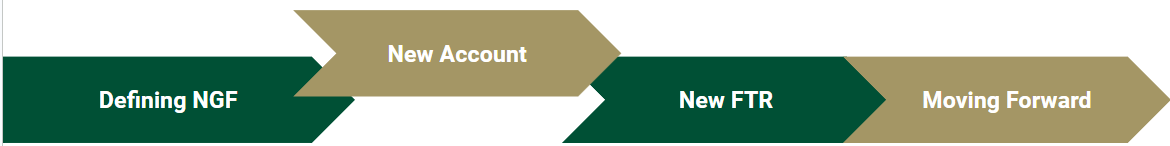 Defining NGF
New Account
New FTR
Moving Forward